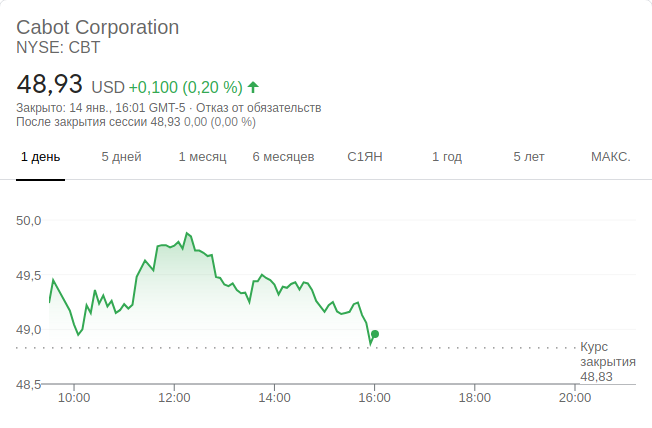 Cabot Corporation
NYSE: CBT
48,93 USD +0,100 (0,20 %)
Закрыто: 14 янв., 16:01 GMT-5 · Отказ от обязательств
После закрытия сессии 48,93 0,00 (0,00 %)
1 день 5 дней 1 месяц 6 месяцев С1ЯН 1 год 5 лет МАКС.
50,0
49,5
49,0
Курс
закрытия
48,83
48,5
10:00 12:00 14:00 16:00 18:00 20:00